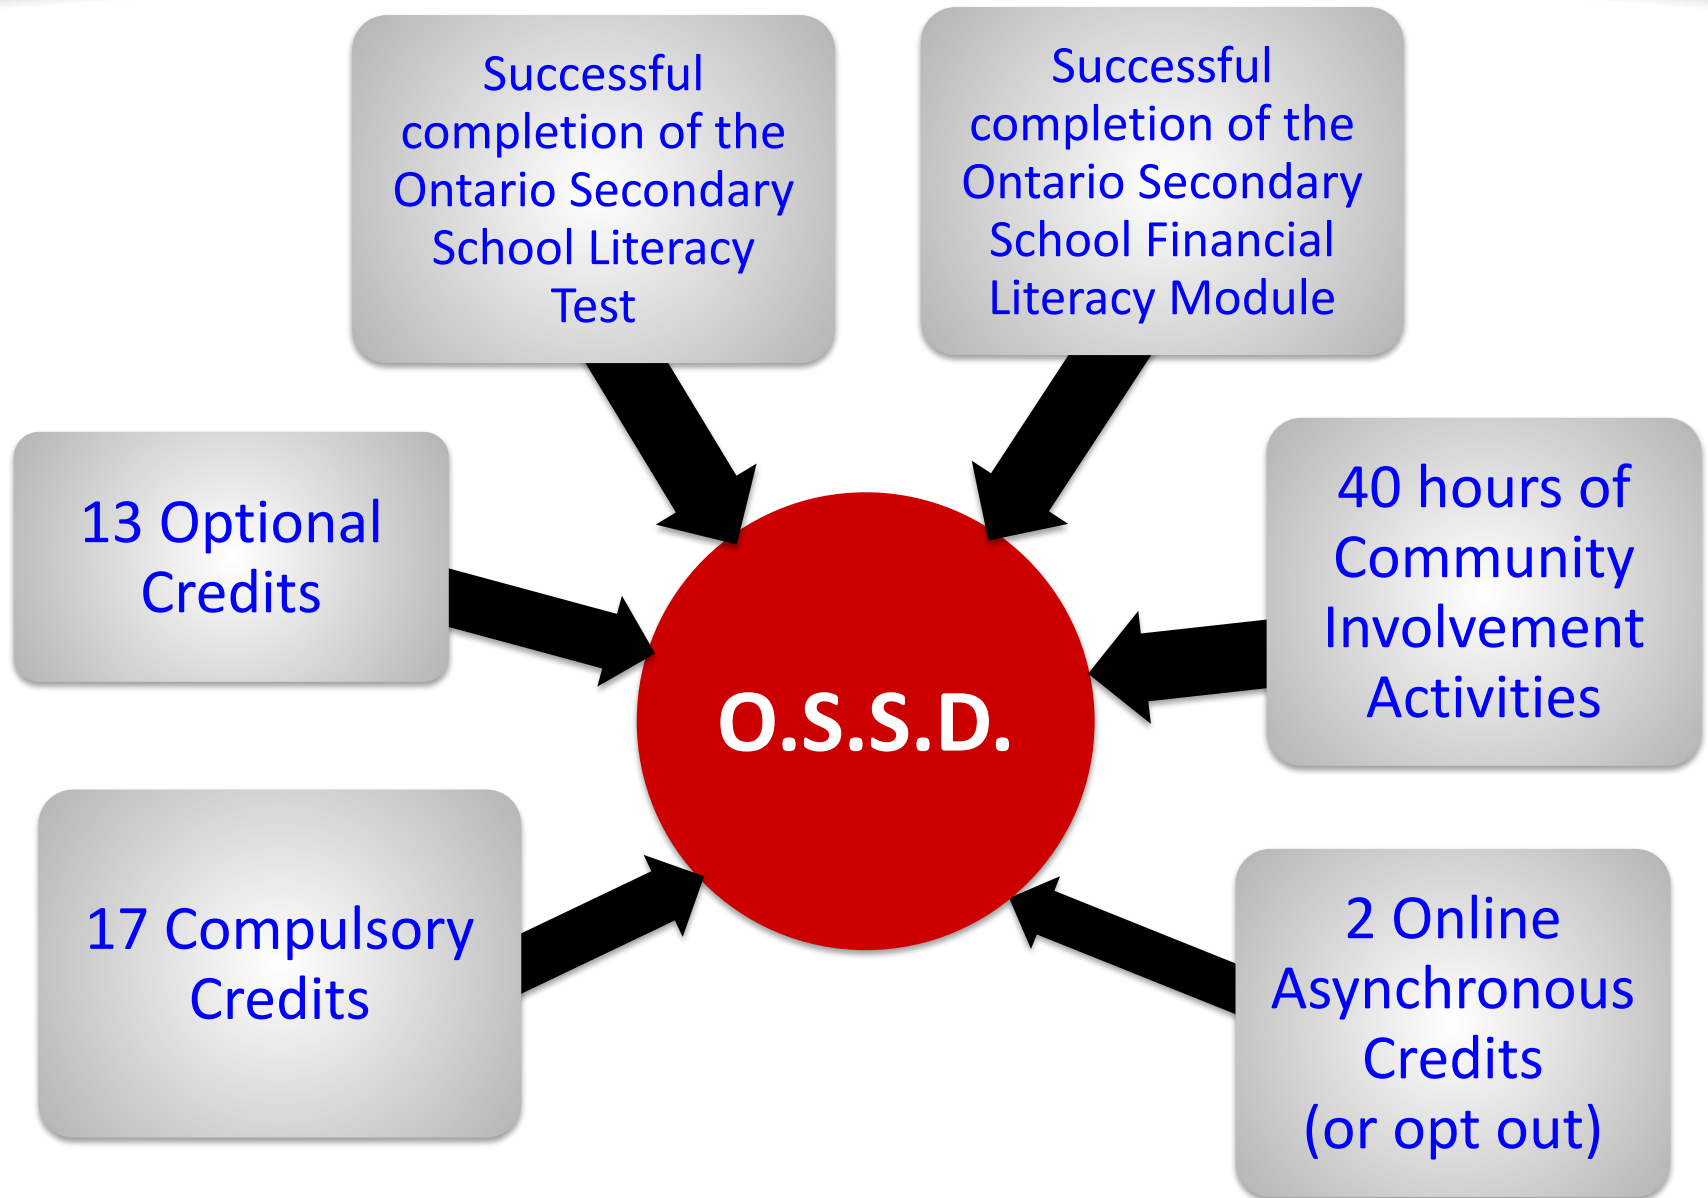 Successful
completion of the
Ontario Secondary
School Literacy
Test
Successful
completion of the
Ontario Secondary
School Financial
Literacy Module
13 Optional
Credits
40 hours of
Community
Involvement
Activities
O.S.S.D.
17 Compulsory
Credits
2 Online
Asynchronous
Credits
(or opt out)